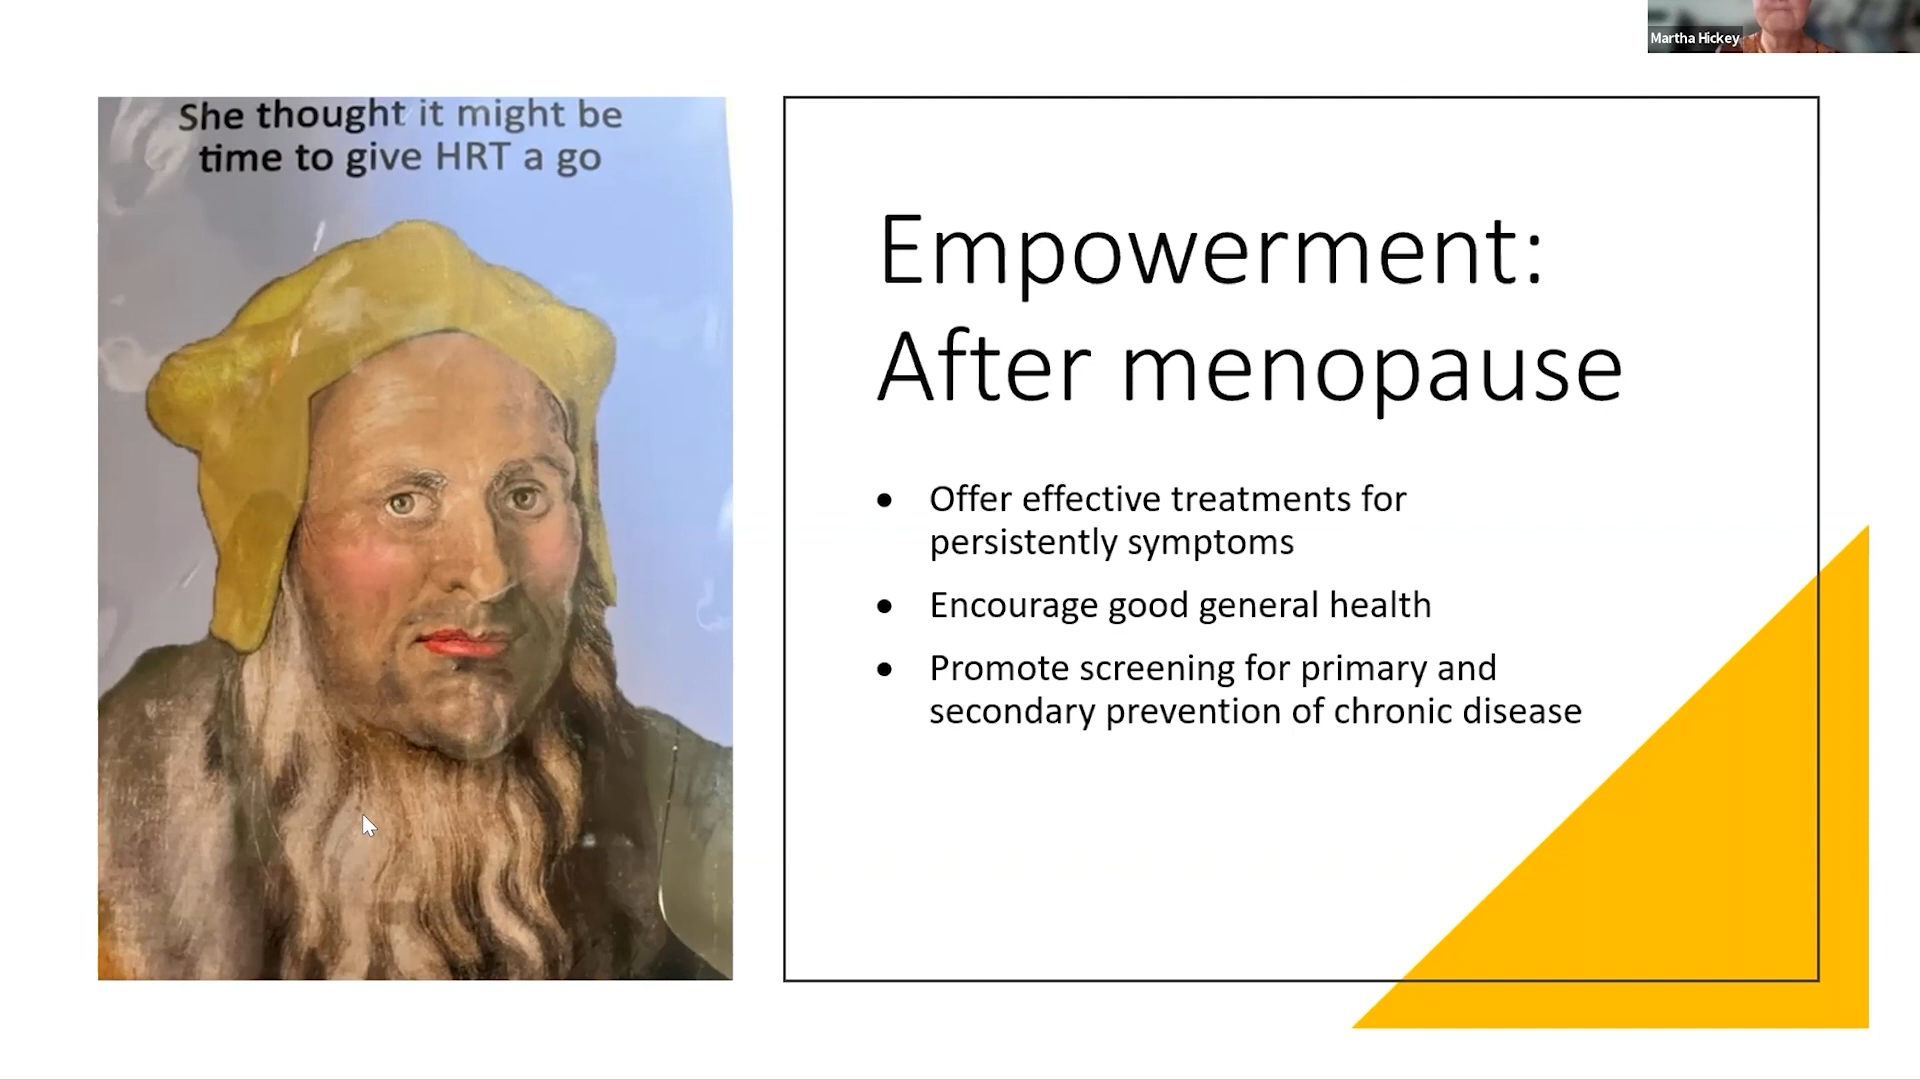 Martha Hickey
She thought it might be
time to give HRT a go
Empowerment:
After menopause
• Offer effective treatments for
persistently symptoms
• Encourage good general health
• Promote screening for primary and
secondary prevention of chronic disease